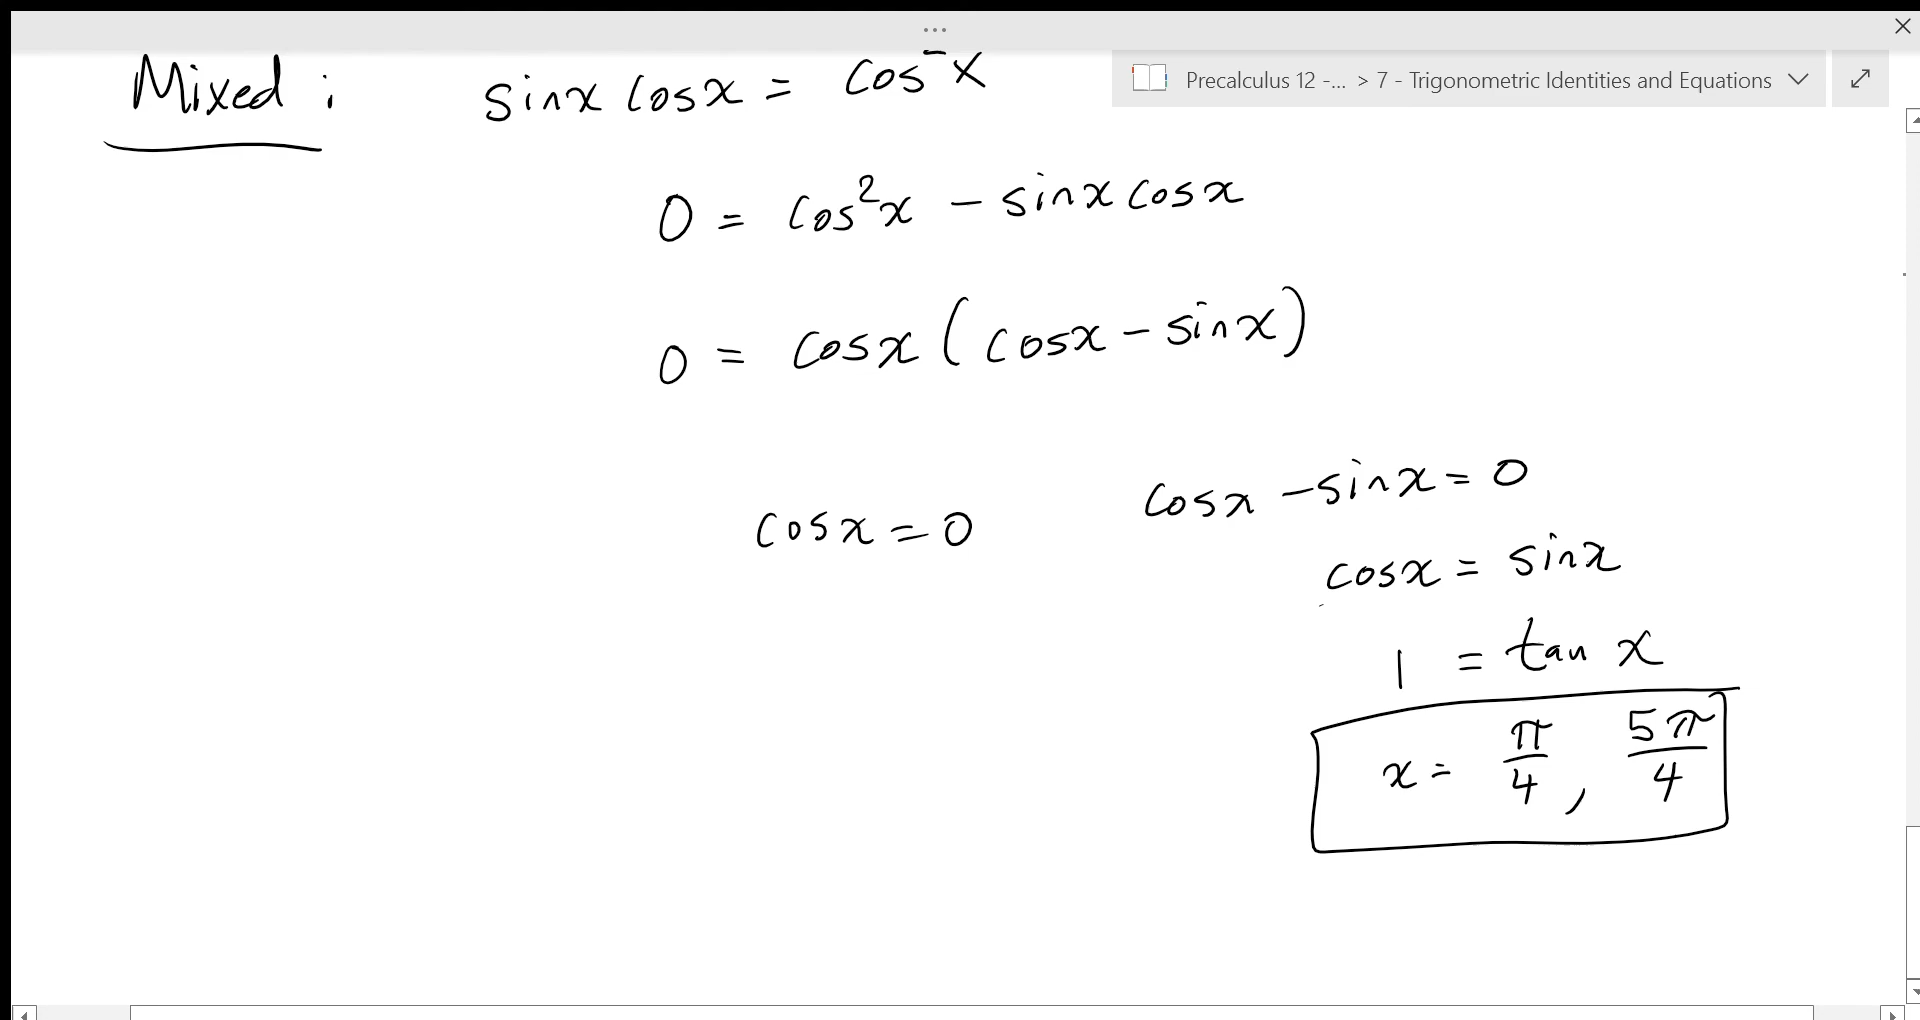 ...
Precalculus 12 -... > 7 - Trigonometric Identities and Equations
Mixed : sinx cosx = cos²x
0 = cos²x - sinx cosx
0 = cosx ( cosx - sinx )
cosx = 0
cosx - sinx = 0
cosx = sinx
1 = tan x
x = π/4 , 5π/4